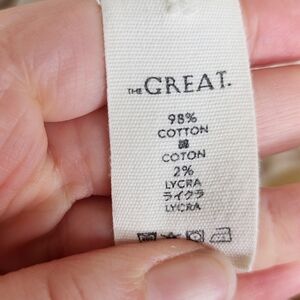 THE GREAT.
98%
COTTON
綿
COTON
2%
LYCRA
ライクラ
LYCRA